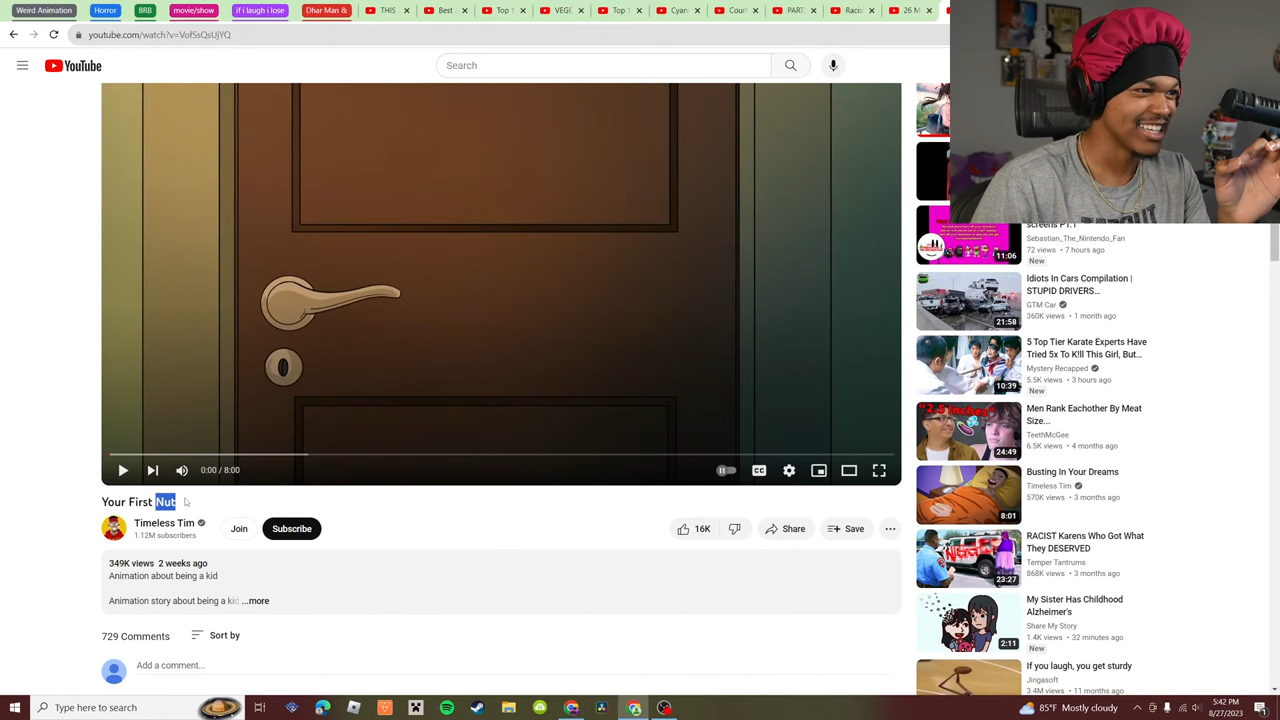 Weird Animation
Horror
BRB
movie/show
if i laugh i lose
Dhar Man &
THIS
Best
Top
VEGE
Top
Cory
Gurr
X
Racis
26 M
youtube.com/watch?v=VofSsQsUjYQ
YouTube
Search
0:00 / 8:00
CC
Your First Nut
Timeless Tim
1.12M subscribers
Join
Subscribe
16K
Share
Save
349K views 2 weeks ago
Animation about being a kid
Animation story about being a kid ...more
729 Comments
Sort by
Add a comment...
screens P1.1
Sebastian_The_Nintendo_Fan
72 views • 7 hours ago
New
11:06
Idiots In Cars Compilation |
STUPID DRIVERS...
GTM Car
360K views • 1 month ago
21:58
5 Top Tier Karate Experts Have
Tried 5x To K!ll This Girl, But...
Mystery Recapped
5.5K views • 3 hours ago
New
10:39
"2.5 Inches"
Men Rank Eachother By Meat
Size...
TeethMcGee
6.5K views • 4 months ago
24:49
Busting In Your Dreams
Timeless Tim
570K views • 3 months ago
8:01
RACIST Karens Who Got What
They DESERVED
Temper Tantrums
868K views • 3 months ago
23:27
My Sister Has Childhood
Alzheimer's
Share My Story
1.4K views • 32 minutes ago
New
2:11
If you laugh, you get sturdy
Jingasoft
3.4M views • 11 months ago
Type here to search
85°F Mostly cloudy
5:42 PM
8/27/2023